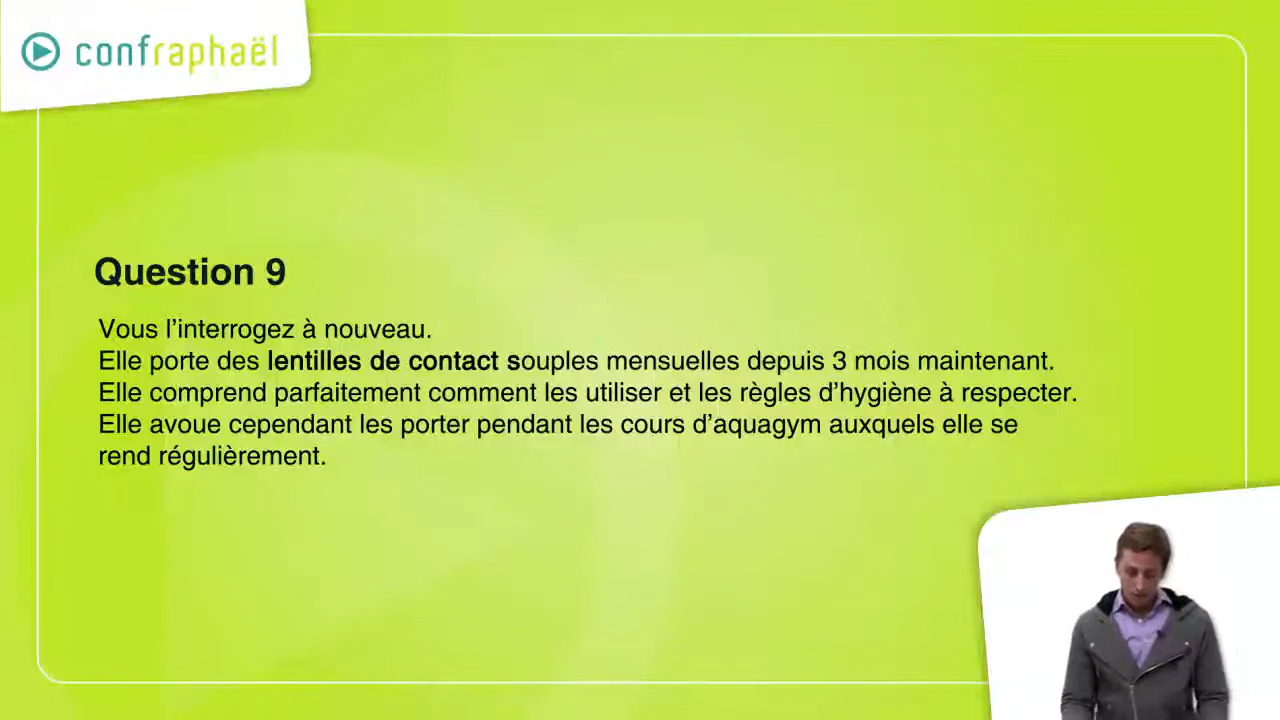 confraphaël
Question 9
Vous l’interrogez à nouveau.
Elle porte des lentilles de contact souples mensuelles depuis 3 mois maintenant.
Elle comprend parfaitement comment les utiliser et les règles d’hygiène à respecter.
Elle avoue cependant les porter pendant les cours d’aquagym auxquels elle se
rend régulièrement.